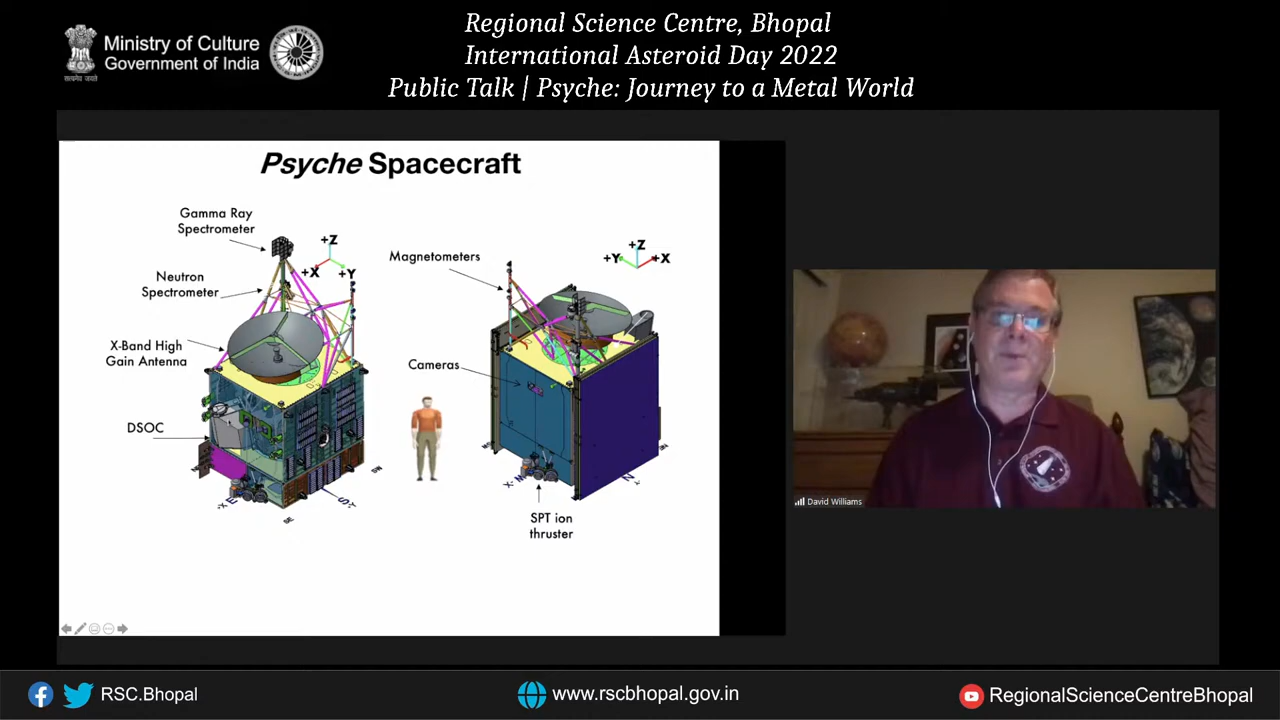 Regional Science Centre, Bhopal
International Asteroid Day 2022
Public Talk | Psyche: Journey to a Metal World
Ministry of Culture
Government of India
Psyche Spacecraft
Gamma Ray
Spectrometer
Neutron
Spectrometer
X-Band High
Gain Antenna
DSOC
+Z
+X
+Y
Magnetometers
Cameras
SPT ion
thruster
+Z
+Y
+X
David Williams
RSC.Bhopal
www.rscbhopal.gov.in
RegionalScienceCentreBhopal